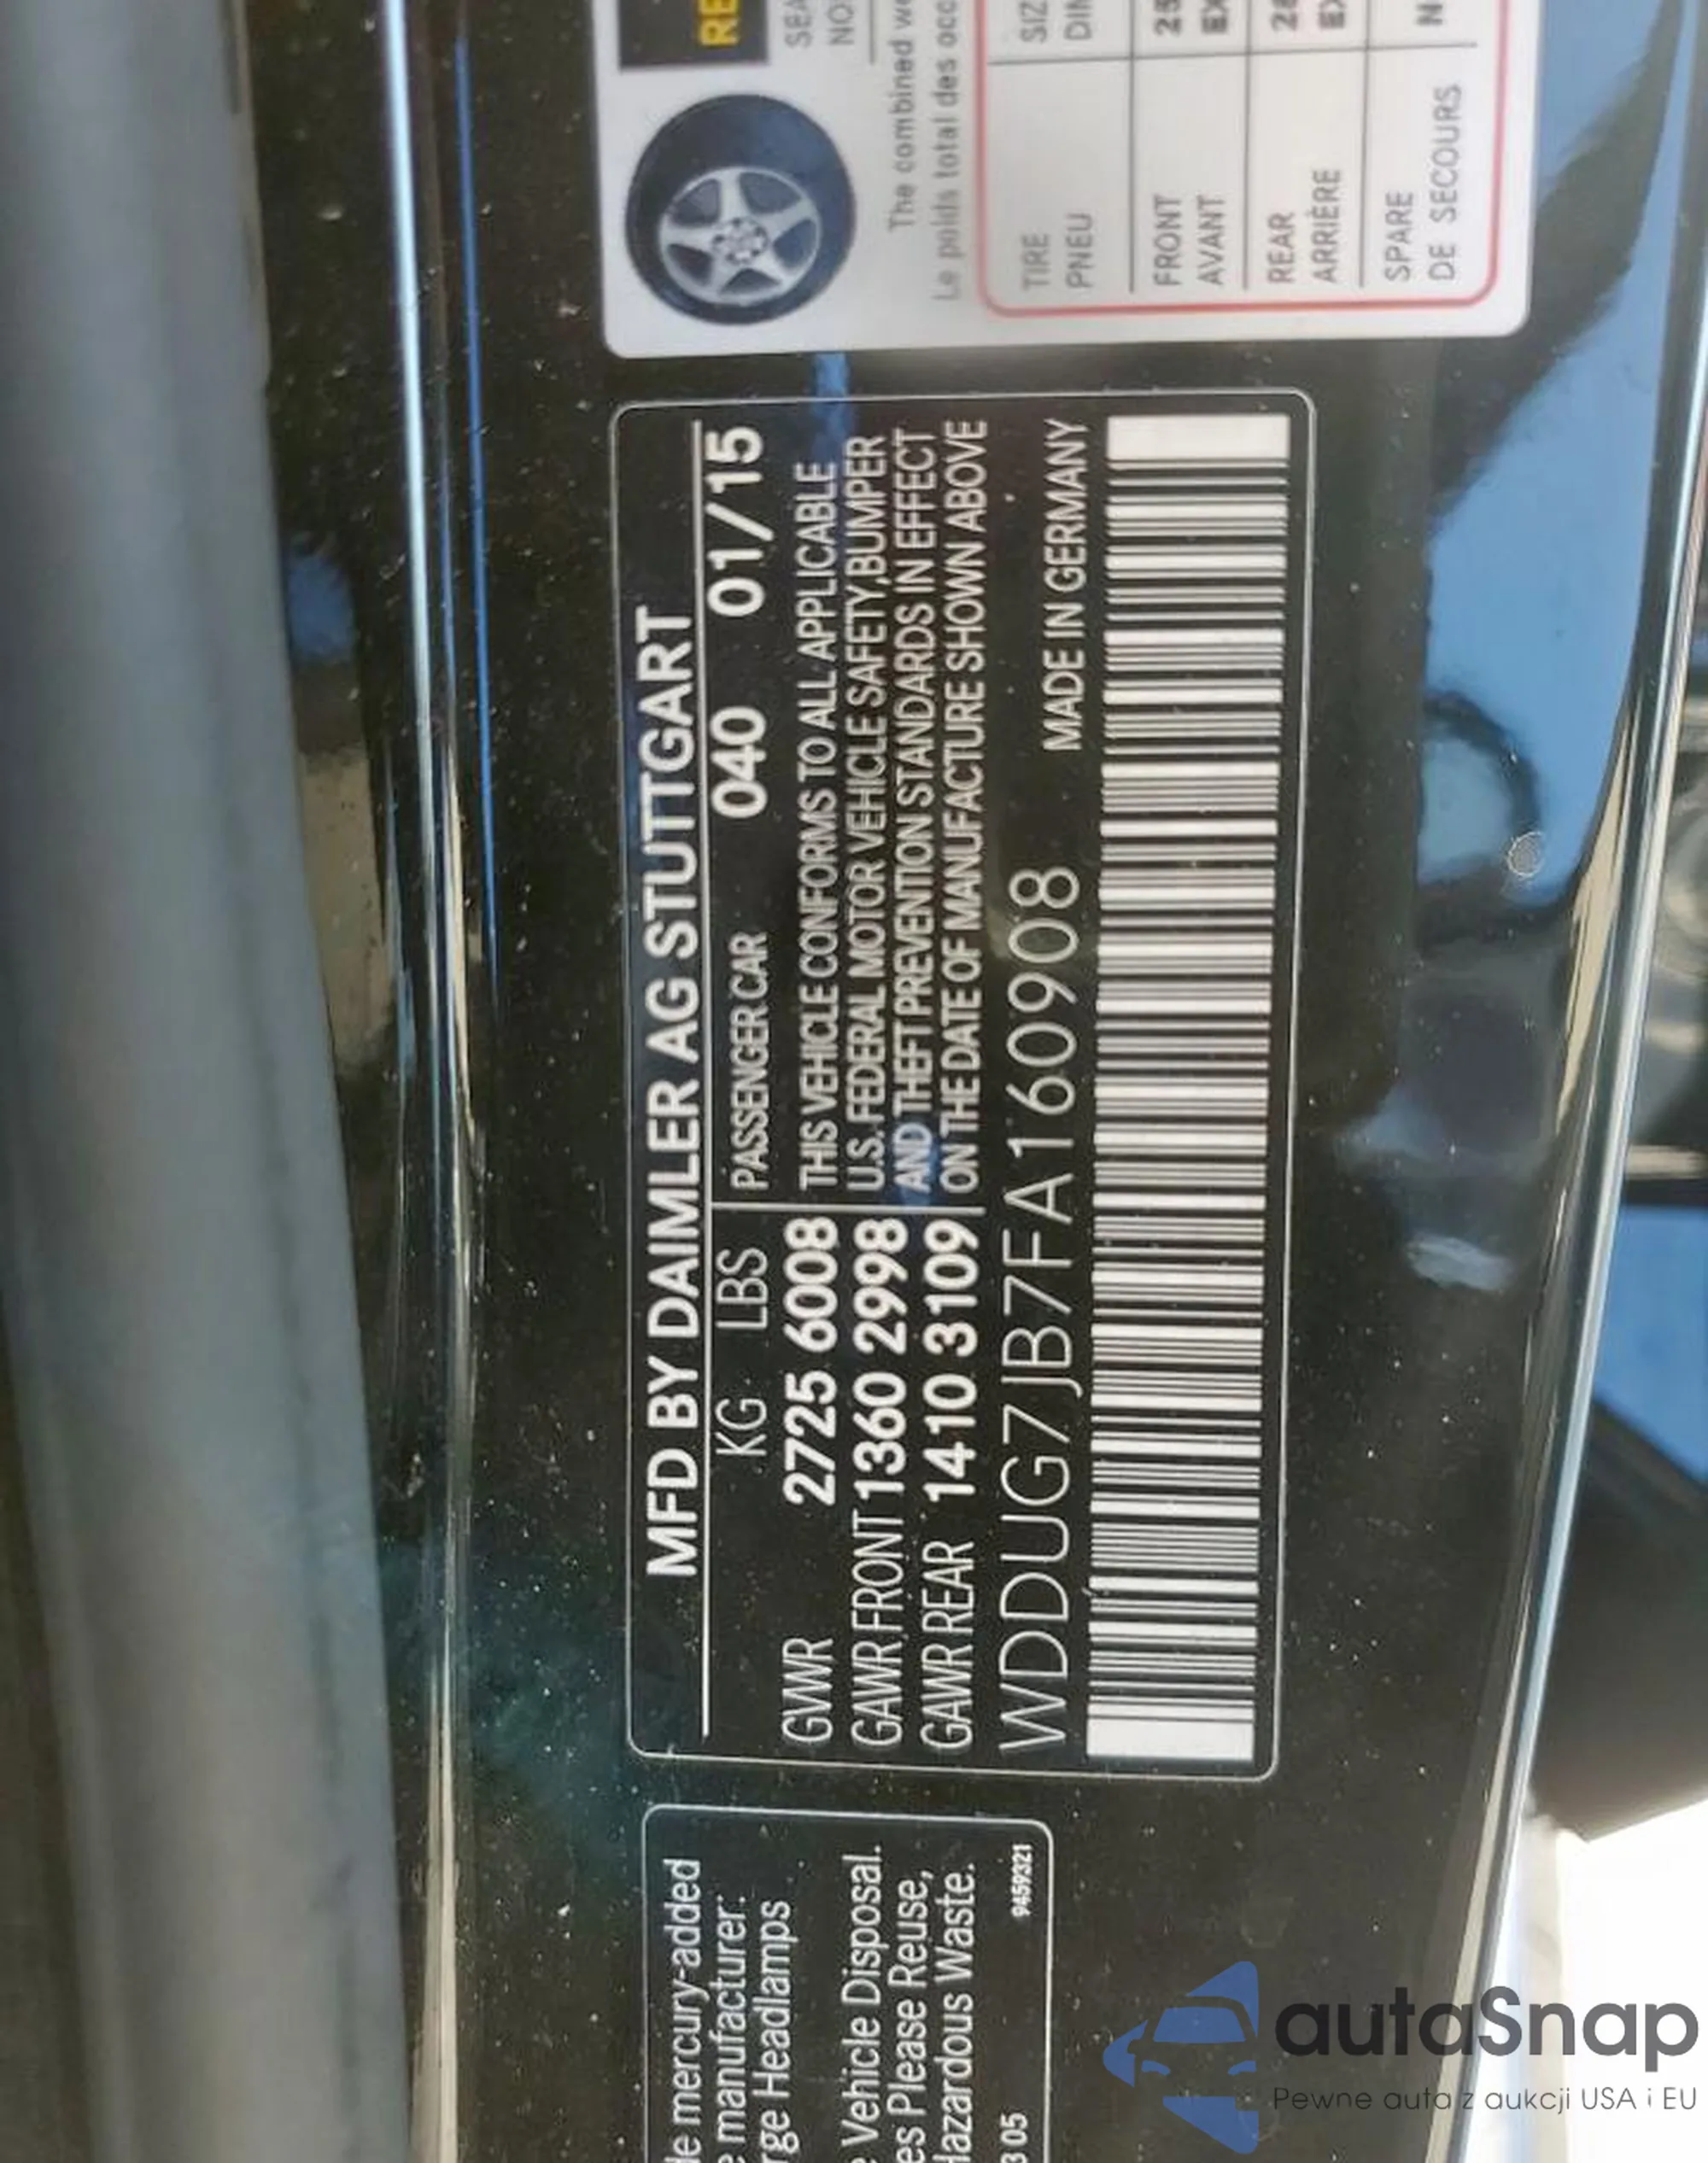 MFD BY DAIMLER AG STUTTGART
KG LBS PASSENGER CAR 040 01/15
GVWR 2725 6008 THIS VEHICLE CONFORMS TO ALL APPLICABLE
GAWR FRONT 1360 2998 U.S. FEDERAL MOTOR VEHICLE SAFETY, BUMPER
GAWR REAR 1410 3109 AND THEFT PREVENTION STANDARDS IN EFFECT
ON THE DATE OF MANUFACTURE SHOWN ABOVE
WDDUG7JB7FA160908 MADE IN GERMANY
mercury-added
manufacturer.
Headlamps
Vehicle Disposal.
Please Reuse,
Hazardous Waste.
05 9459321
The combined
Le poids total des
TIRE
PNEU
FRONT
AVANT
REAR
ARRIÈRE
SPARE
DE SECOURS
autaSnap
Pewne auta z aukcji USA i EU